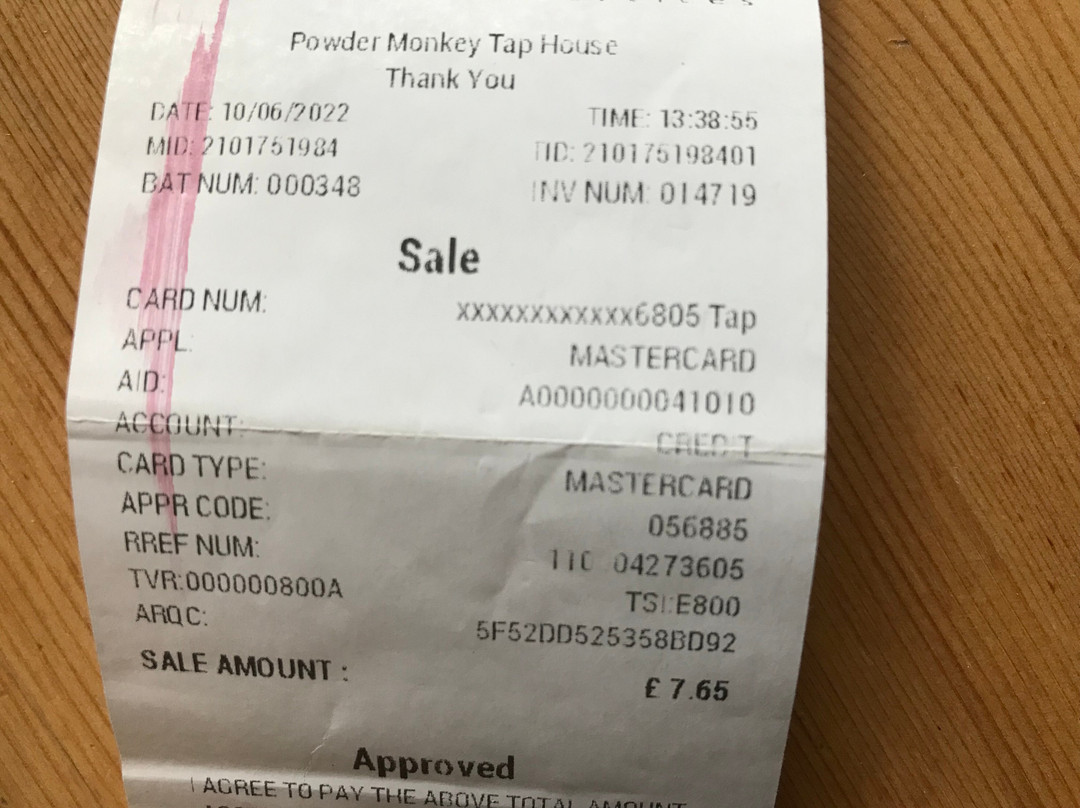 Powder Monkey Tap House
Thank You
DATE: 10/06/2022 TIME: 13:38:55
MID: 2101751984 TID: 210175198401
BAT NUM: 000348 INV NUM: 014719
Sale
CARD NUM: xxxxxxxxxxxx6805 Tap
APPL: MASTERCARD
AID: A0000000041010
ACCOUNT: CREDIT
CARD TYPE: MASTERCARD
APPR CODE: 056885
RREF NUM: 04273605
TVR:000000800A TSI:E800
ARQC: 5F52DD525358BD92
SALE AMOUNT : £ 7.65
Approved
I AGREE TO PAY THE ABOVE TOTAL AMOUNT